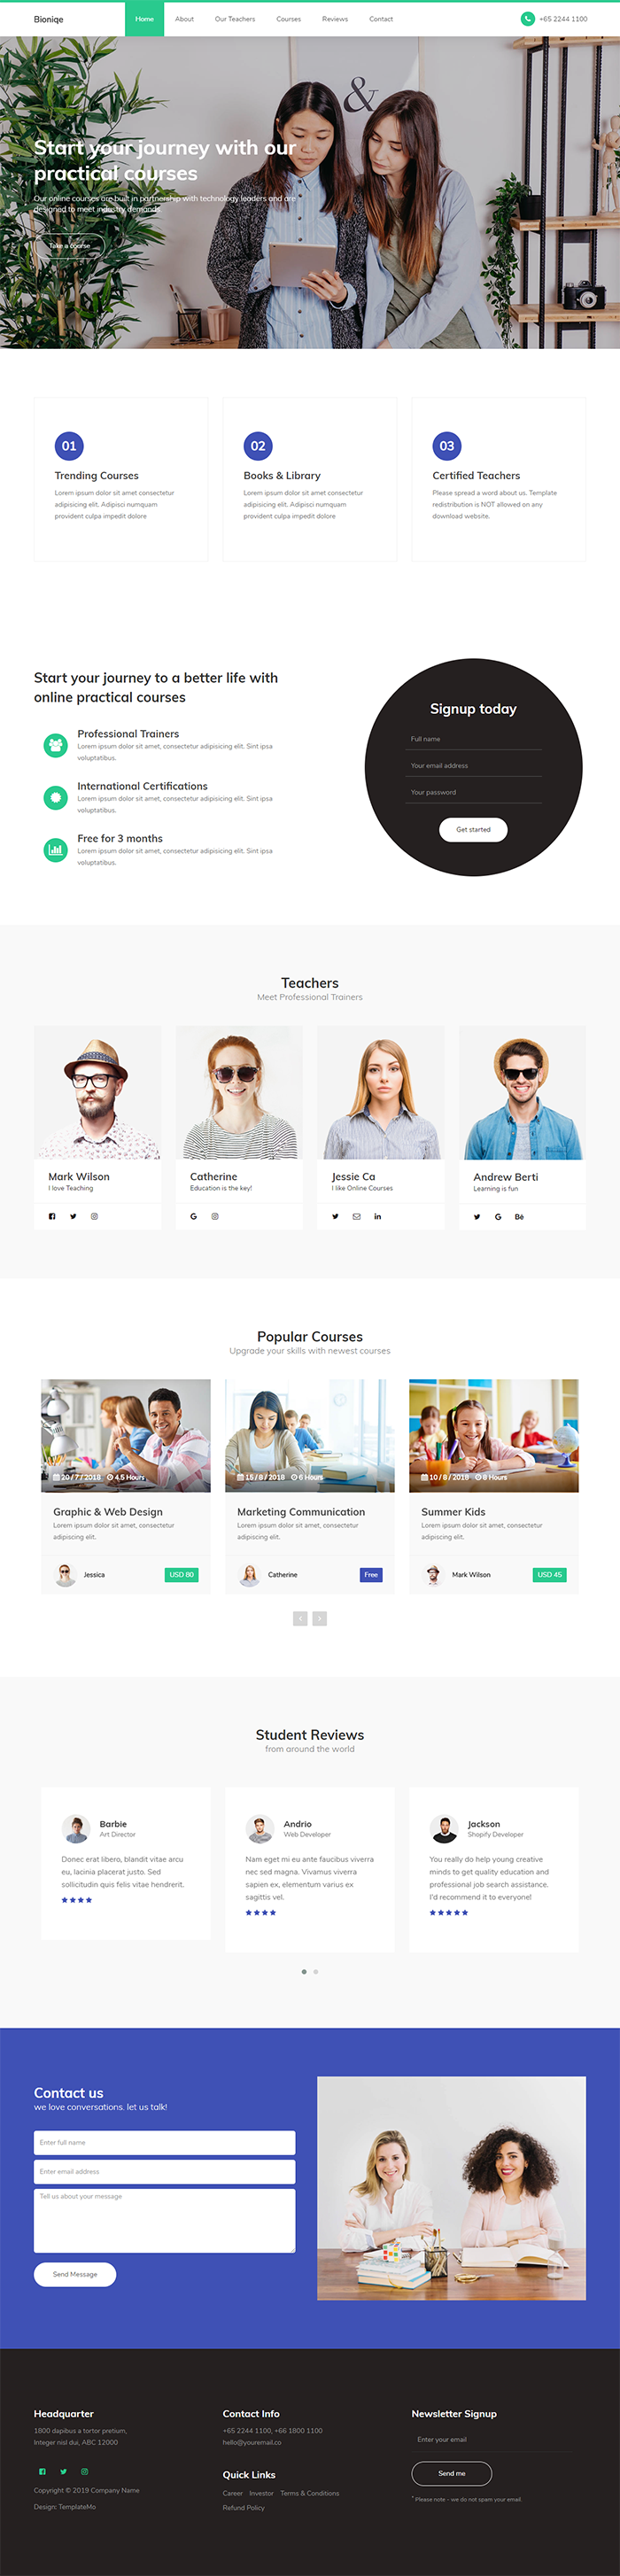 Bioniqe
Home About Our Teachers Courses Reviews Contact
+65 2244 1100
&
Start your journey with our
practical courses
Our online courses are built in partnership with technology leaders and are
designed to meet industry demands.
Take a course
01
Trending Courses
Lorem ipsum dolor sit amet consectetur
adipisicing elit. Adipisci numquam
provident culpa impedit dolore
02
Books & Library
Lorem ipsum dolor sit amet consectetur
adipisicing elit. Adipisci numquam
provident culpa impedit dolore
03
Certified Teachers
Please spread a word about us. Template
redistribution is NOT allowed on any
download website.
Start your journey to a better life with
online practical courses
Professional Trainers
Lorem ipsum dolor sit amet, consectetur adipisicing elit. Sint ipsa
voluptatibus.
International Certifications
Lorem ipsum dolor sit amet, consectetur adipisicing elit. Sint ipsa
voluptatibus.
Free for 3 months
Lorem ipsum dolor sit amet, consectetur adipisicing elit. Sint ipsa
voluptatibus.
Signup today
Full name
Your email address
Your password
Get started
Teachers
Meet Professional Trainers
Mark Wilson
I love Teaching
Catherine
Education is the key!
Jessie Ca
I like Online Courses
Andrew Berti
Learning is fun
Popular Courses
Upgrade your skills with newest courses
20 / 7 / 2018 4.5 Hours
Graphic & Web Design
Lorem ipsum dolor sit amet, consectetur
adipisicing elit.
Jessica
USD 80
15 / 8 / 2018 6 Hours
Marketing Communication
Lorem ipsum dolor sit amet, consectetur
adipisicing elit.
Catherine
Free
10 / 8 / 2018 8 Hours
Summer Kids
Lorem ipsum dolor sit amet, consectetur
adipisicing elit.
Mark Wilson
USD 45
Student Reviews
from around the world
Barbie
Art Director
Donec erat libero, blandit vitae arcu
eu, lacinia placerat justo. Sed
sollicitudin quis felis vitae hendrerit.
Andrio
Web Developer
Nam eget mi eu ante faucibus viverra
nec sed magna. Vivamus viverra
sapien ex, elementum varius ex
sagittis vel.
Jackson
Shopify Developer
You really do help young creative
minds to get quality education and
professional job search assistance.
I'd recommend it to everyone!
Contact us
we love conversations. let us talk!
Enter full name
Enter email address
Tell us about your message
Send Message
Headquarter
1800 dapibus a tortor pretium,
Integer nisl dui, ABC 12000
Copyright © 2019 Company Name
Design: TemplateMo
Contact Info
+65 2244 1100, +66 1800 1100
hello@youremail.co
Quick Links
Career Investor Terms & Conditions
Refund Policy
Newsletter Signup
Enter your email
Send me
* Please note - we do not spam your email.